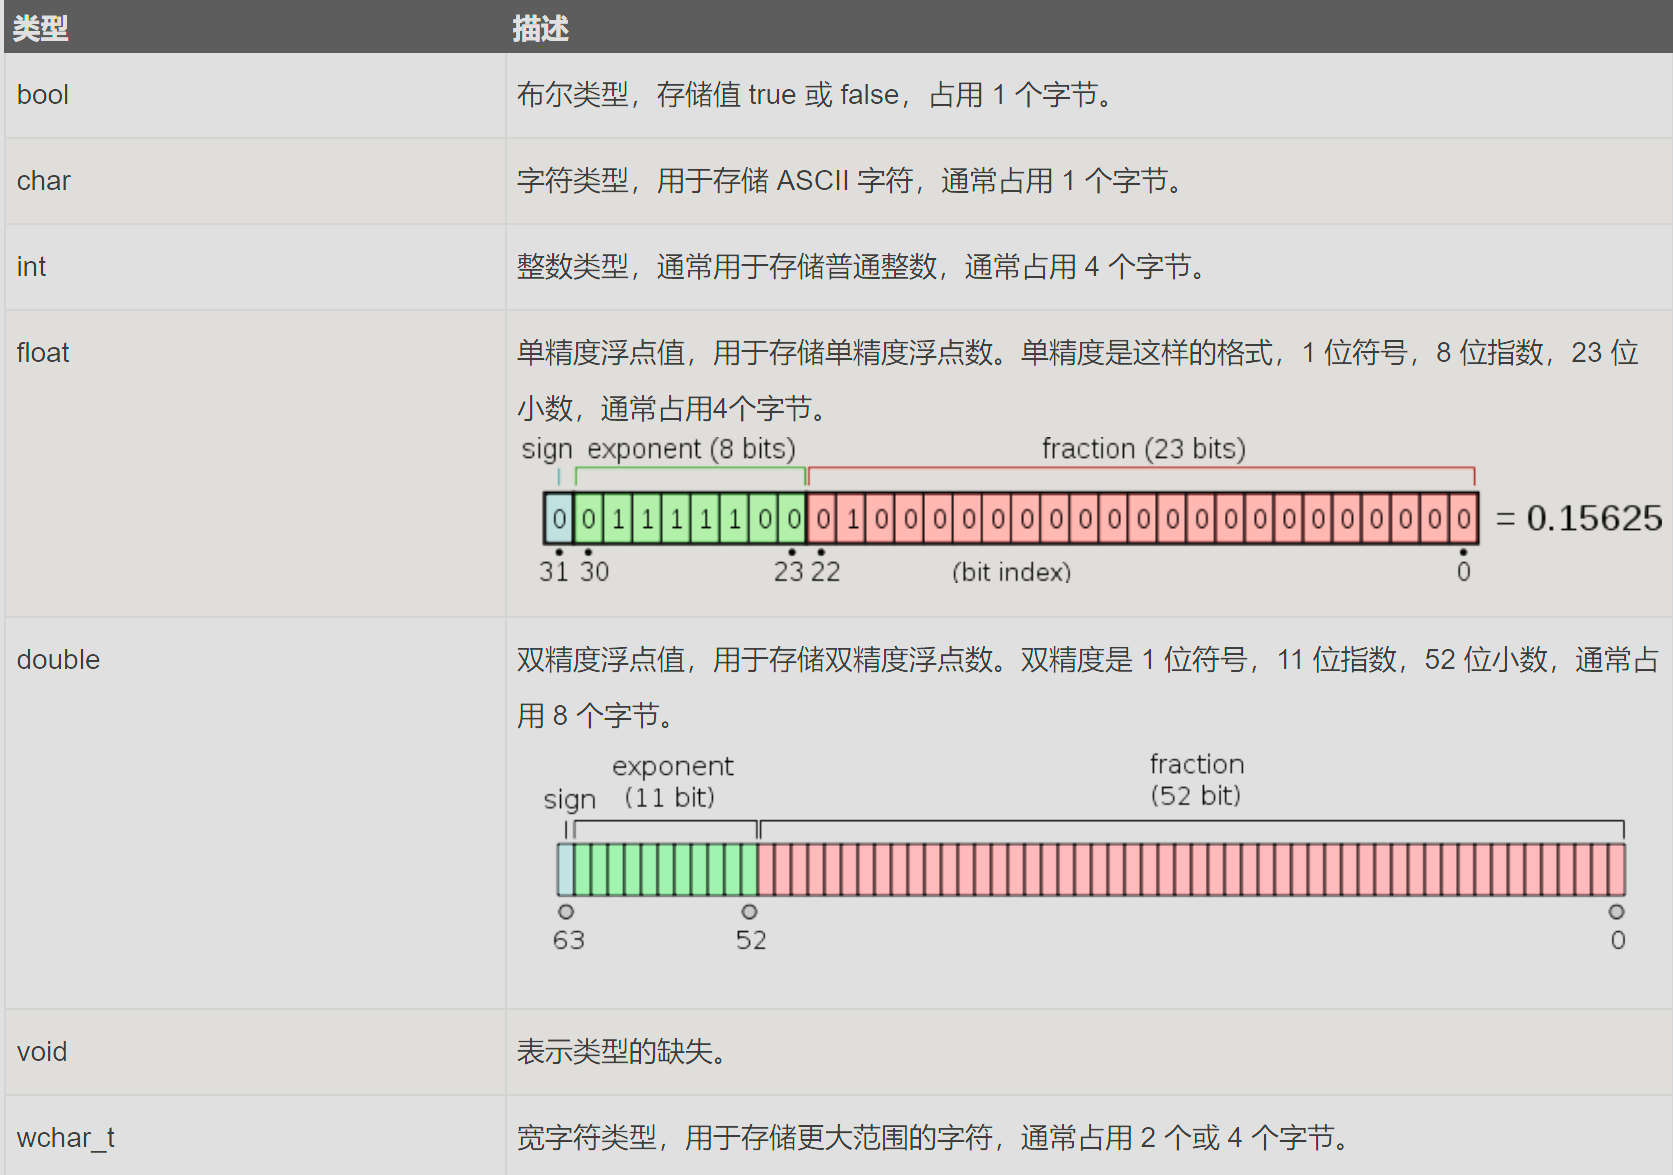 类型 描述
bool 布尔类型，存储值 true 或 false，占用 1 个字节。
char 字符类型，用于存储 ASCII 字符，通常占用 1 个字节。
int 整数类型，通常用于存储普通整数，通常占用 4 个字节。
float 单精度浮点值，用于存储单精度浮点数。单精度是这样的格式，1 位符号，8 位指数，23 位
小数，通常占用4个字节。
sign exponent (8 bits) fraction (23 bits)
0 0 1 1 1 1 1 0 0 0 1 0 0 0 0 0 0 0 0 0 0 0 0 0 0 0 0 0 0 0 0 0 = 0.15625
31 30 23 22 (bit index) 0
double 双精度浮点值，用于存储双精度浮点数。双精度是 1 位符号，11 位指数，52 位小数，通常占
用 8 个字节。
exponent fraction
sign (11 bit) (52 bit)
63 52 0
void 表示类型的缺失。
wchar_t 宽字符类型，用于存储更大范围的字符，通常占用 2 个或 4 个字节。